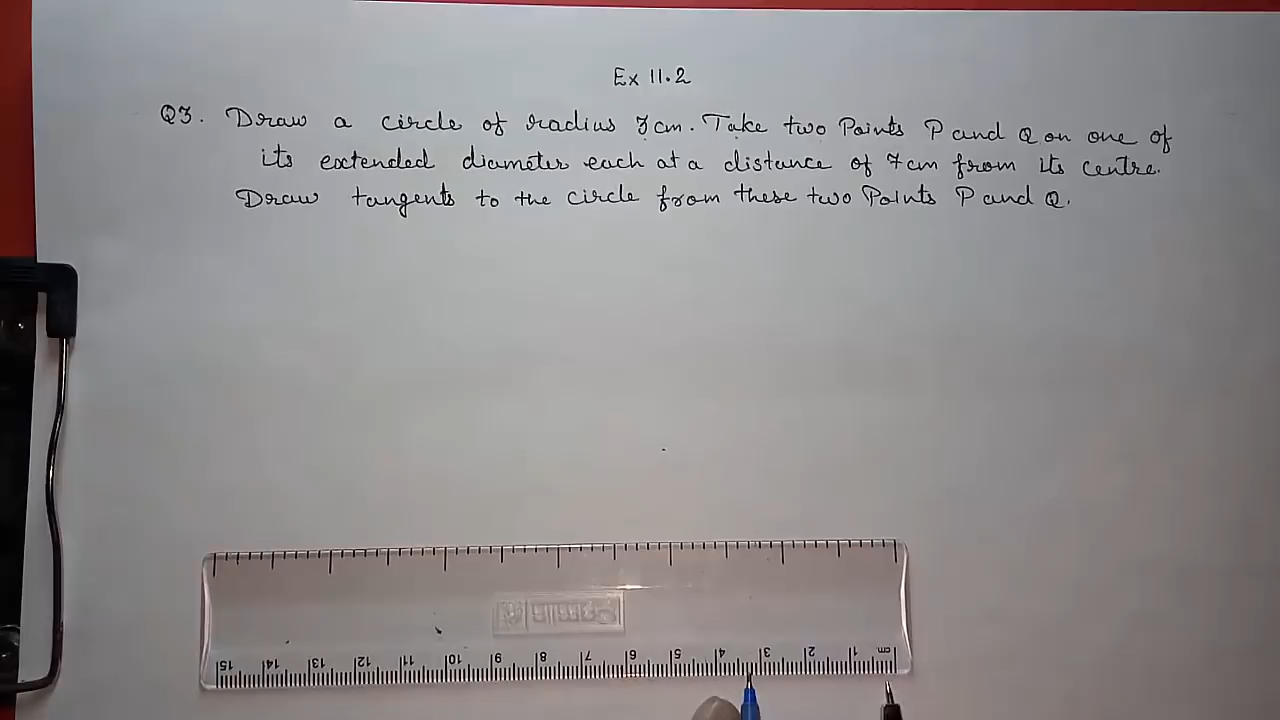 Ex 11.2
Q3. Draw a circle of radius 3cm. Take two Points P and Q on one of
its extended diameter each at a distance of 7cm from its centre.
Draw tangents to the circle from these two Points P and Q.
15 14 13 12 11 10 9 8 7 6 5 4 3 2 1 cm